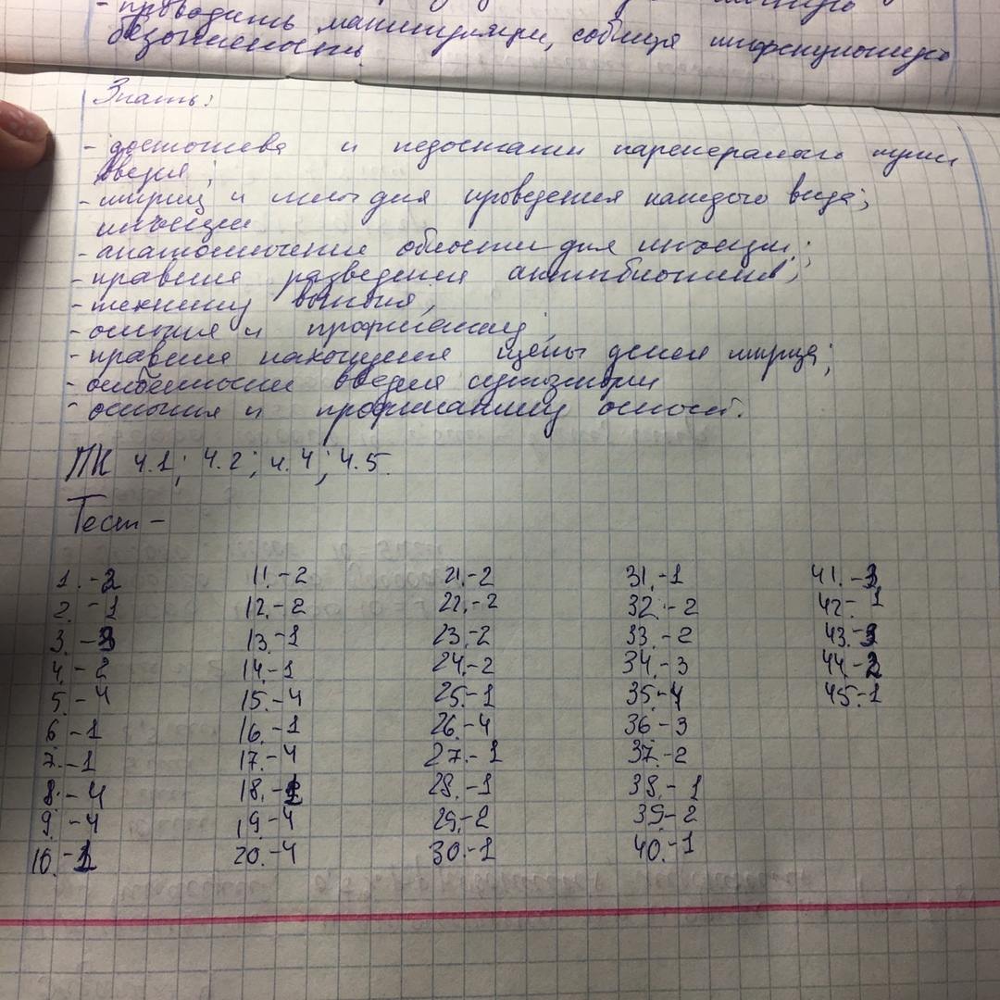 - проводить манипуляции, соблюдая инфекционную
безопасность.
Знать:
- достоинства и недостатки парентерального пути
введения;
- шприц и иглы для проведения каждого вида;
инъекции
- анатомические области для инъекции;
- правила разведения антибиотиков;
- технику
- осложнения и профилактику;
- правила нахождения цены деления шприца;
- особенности введения
- осложнения и профилактику
ПК 4.1; 4.2; 4.4; 4.5.
Тест -
1. - 2 11. - 2 21. - 2 31. - 1 41. - 3
2. - 1 12. - 2 22. - 2 32. - 2 42 - 1
3. - 3 13. - 1 23. - 2 33. - 2 43. - 3
4. - 2 14. - 1 24. - 2 34. - 3 44. - 2
5. - 4 15. - 4 25. - 1 35. - 4 45. - 1
6 - 1 16. - 1 26. - 4 36 - 3
7. - 1 17. - 4 27. - 1 37. - 2
8. - 4 18. - 28. - 1 38. - 1
9. - 4 19. - 4 29. - 2 39 - 2
10. - 1 20. - 4 30. - 1 40. - 1